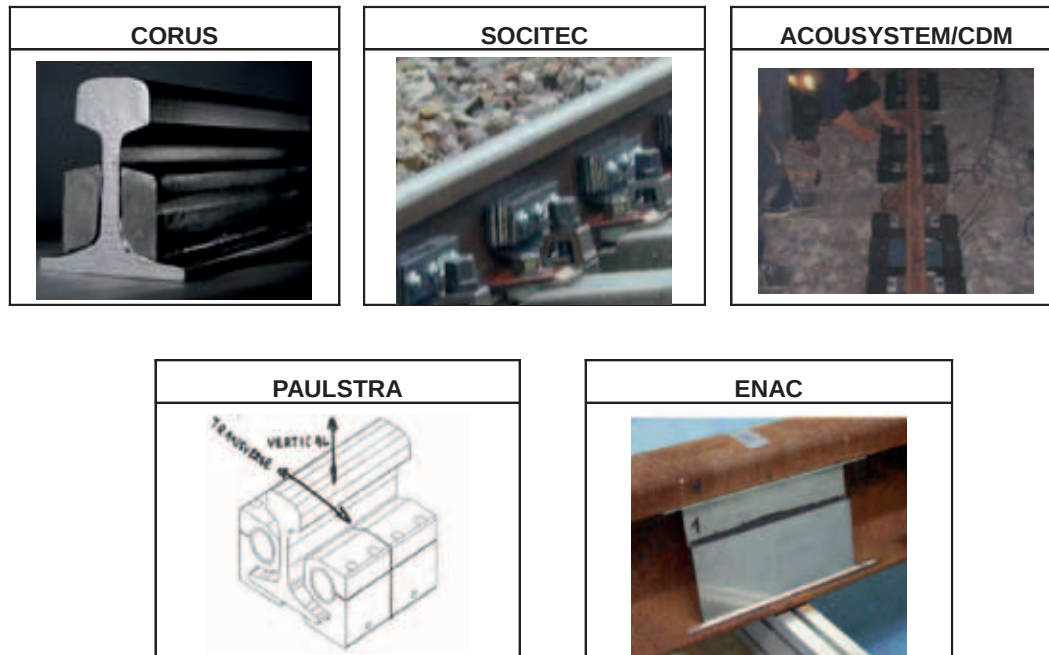 CORUS
SOCITEC
ACOUSYSTEM/CDM
PAULSTRA
TRANSVERSE
VERTICAL
ENAC
1